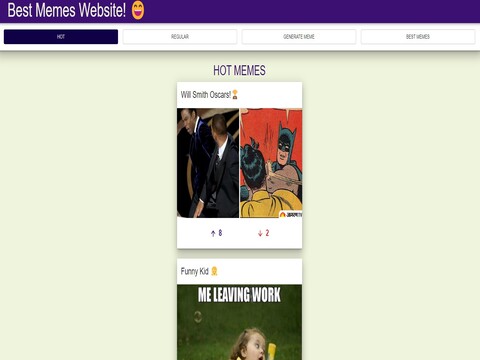 Best Memes Website! 😄
HOT
REGULAR
GENERATE MEME
BEST MEMES
HOT MEMES
Will Smith Oscars!🏆
↑ 8
↓ 2
Funny Kid
ME LEAVING WORK